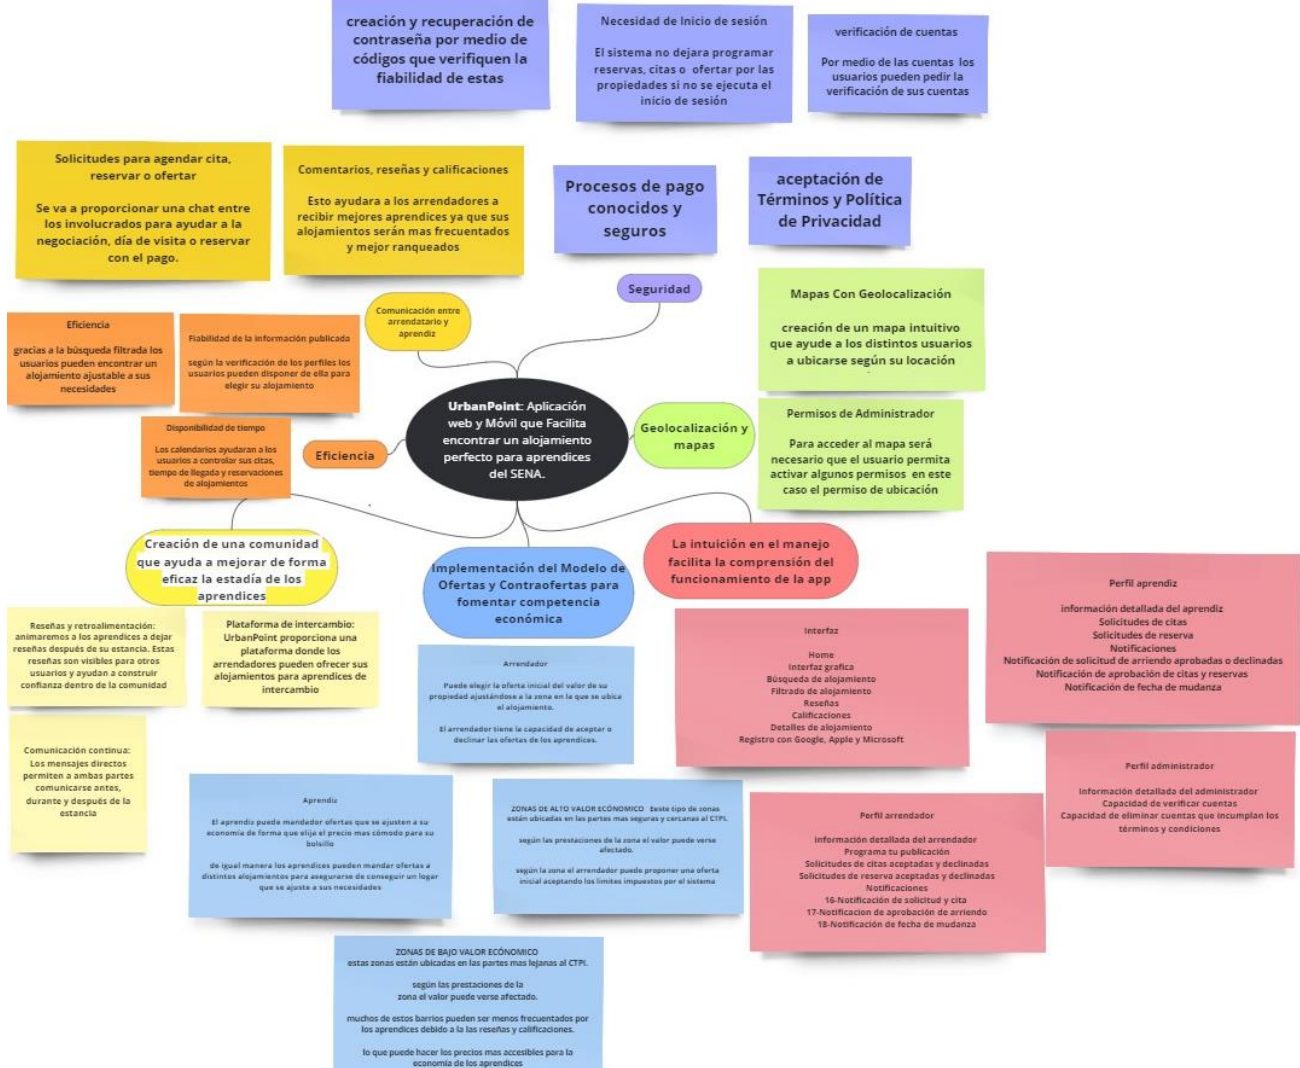 creación y recuperación de
contraseña por medio de
códigos que verifiquen la
fiabilidad de estas
Necesidad de Inicio de sesión
El sistema no dejara programar
reservas, citas o ofertar por las
propiedades si no se ejecuta el
inicio de sesión
verificación de cuentas
Por medio de las cuentas los
usuarios pueden pedir la
verificación de sus cuentas
Solicitudes para agendar cita,
reservar o ofertar
Se va a proporcionar una chat entre
los involucrados para ayudar a la
negociación, día de visita o reservar
con el pago.
Comentarios, reseñas y calificaciones
Esto ayudara a los arrendadores a
recibir mejores aprendices ya que sus
alojamientos serán mas frecuentados
y mejor ranqueados
Procesos de pago
conocidos y
seguros
aceptación de
Términos y Política
de Privacidad
Seguridad
Comunicación entre
arrendatario y
aprendiz
Mapas Con Geolocalización
creación de un mapa intuitivo
que ayude a los distintos usuarios
a ubicarse según su locación
Eficiencia
gracias a la búsqueda filtrada los
usuarios pueden encontrar un
alojamiento ajustable a sus
necesidades
Fiabilidad de la información publicada
según la verificación de los perfiles los
usuarios pueden disponer de ella para
elegir su alojamiento
Disponibilidad de tiempo
Los calendarios ayudaran a los
usuarios a controlar sus citas,
tiempo de llegada y reservaciones
de alojamientos
Eficiencia
UrbanPoint: Aplicación
web y Móvil que Facilita
encontrar un alojamiento
perfecto para aprendices
del SENA.
Geolocalización y
mapas
Permisos de Administrador
Para acceder al mapa será
necesario que el usuario permita
activar algunos permisos en este
caso el permiso de ubicación
Creación de una comunidad
que ayuda a mejorar de forma
eficaz la estadía de los
aprendices
Implementación del Modelo de
Ofertas y Contraofertas para
fomentar competencia
económica
La intuición en el manejo
facilita la comprensión del
funcionamiento de la app
Reseñas y retroalimentación:
animaremos a los aprendices a dejar
reseñas después de su estancia. Estas
reseñas son visibles para otros
usuarios y ayudan a construir
confianza dentro de la comunidad
Plataforma de intercambio:
UrbanPoint proporciona una
plataforma donde los
arrendadores pueden ofrecer sus
alojamientos para aprendices de
intercambio
Comunicación continua:
Los mensajes directos
permiten a ambas partes
comunicarse antes,
durante y después de la
estancia
Arrendador
Puede elegir la oferta inicial del valor de su
propiedad ajustándose a la zona en la que se ubica
el alojamiento.
El arrendador tiene la capacidad de aceptar o
declinar las ofertas de los aprendices.
Aprendiz
El aprendiz puede mandador ofertas que se ajusten a su
economía de forma que elija el precio mas cómodo para su
bolsillo
de igual manera los aprendices pueden mandar ofertas a
distintos alojamientos para asegurarse de conseguir un logar
que se ajuste a sus necesidades
ZONAS DE ALTO VALOR ECÓNOMICO Eeste tipo de zonas
están ubicadas en las partes mas seguras y cercanas al CTPI.
según las prestaciones de la zona el valor puede verse
afectado.
según la zona el arrendador puede proponer una oferta
inicial aceptando los limites impuestos por el sistema
ZONAS DE BAJO VALOR ECÓNOMICO
estas zonas están ubicadas en las partes mas lejanas al CTPI.
según las prestaciones de la
zona el valor puede verse afectado.
muchos de estos barrios pueden ser menos frecuentados por
los aprendices debido a la las reseñas y calificaciones.
lo que puede hacer los precios mas accesibles para la
economía de los aprendices
Interfaz
Home
Interfaz grafica
Búsqueda de alojamiento
Filtrado de alojamiento
Reseñas
Calificaciones
Detalles de alojamiento
Registro con Google, Apple y Microsoft
Perfil aprendiz
información detallada del aprendiz
Solicitudes de citas
Solicitudes de reserva
Notificaciones
Notificación de solicitud de arriendo aprobadas o declinadas
Notificación de aprobación de citas y reservas
Notificación de fecha de mudanza
Perfil arrendador
información detallada del arrendador
Programa tu publicación
Solicitudes de citas aceptadas y declinadas
Solicitudes de reserva aceptadas y declinadas
Notificaciones
16-Notificación de solicitud y cita
17-Notificacion de aprobación de arriendo
18-Notificación de fecha de mudanza
Perfil administrador
Información detallada del administrador
Capacidad de verificar cuentas
Capacidad de eliminar cuentas que incumplan los
términos y condiciones